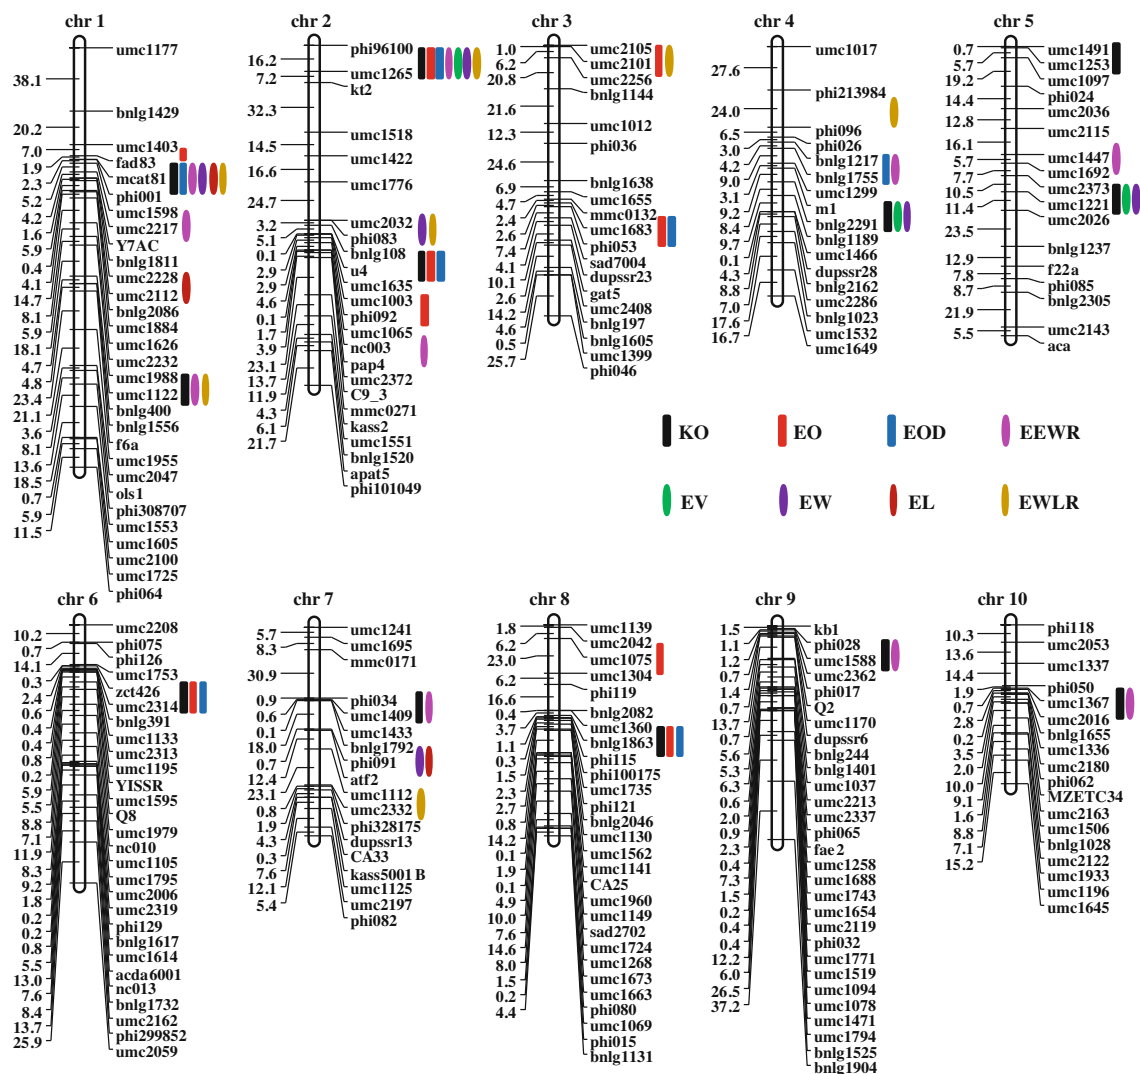 chr 1
38.1
20.2
7.0
1.9
2.3
5.2
4.2
1.6
5.9
0.4
4.1
14.7
8.1
5.9
18.1
4.7
4.8
23.4
21.1
3.6
8.1
13.6
18.5
0.7
5.9
11.5
umc1177
bnlg1429
umc1403
fad83
mcat81
phi001
umc1598
umc2217
Y7AC
bnlg1811
umc2228
umc2112
bnlg2086
umc1884
umc1626
umc2232
umc1988
umc1122
bnlg400
bnlg1556
f6a
umc1955
umc2047
ols1
phi308707
umc1553
umc1605
umc2100
umc1725
phi064
chr 2
16.2
7.2
32.3
14.5
16.6
24.7
3.2
5.1
0.1
2.9
2.9
4.6
0.1
1.7
3.9
23.1
13.7
11.9
4.3
6.1
21.7
phi96100
umc1265
kt2
umc1518
umc1422
umc1776
umc2032
phi083
bnlg108
u4
umc1635
umc1003
phi092
umc1065
nc003
pap4
umc2372
C9_3
mmc0271
kass2
umc1551
bnlg1520
apat5
phi101049
chr 3
1.0
6.2
20.8
21.6
12.3
24.6
6.9
4.7
2.4
2.6
7.4
4.1
10.1
2.6
14.2
4.6
0.5
25.7
umc2105
umc2101
umc2256
bnlg1144
umc1012
phi036
bnlg1638
umc1655
mmc0132
umc1683
phi053
sad7004
dupssr23
gat5
umc2408
bnlg197
bnlg1605
umc1399
phi046
chr 4
27.6
24.0
6.5
3.0
4.2
9.0
3.1
9.2
8.4
9.7
0.1
4.3
8.8
7.0
17.6
16.7
umc1017
phi213984
phi096
phi026
bnlg1217
bnlg1755
umc1299
m1
bnlg2291
bnlg1189
umc1466
dupssr28
bnlg2162
umc2286
bnlg1023
umc1532
umc1649
chr 5
0.7
5.7
19.2
14.4
12.8
16.1
5.7
7.7
10.5
11.4
23.5
12.9
7.8
8.7
21.9
5.5
umc1491
umc1253
umc1097
phi024
umc2036
umc2115
umc1447
umc1692
umc2373
umc1221
umc2026
bnlg1237
f22a
phi085
bnlg2305
umc2143
aca
KO
EO
EOD
EEWR
EV
EW
EL
EWLR
chr 6
10.2
0.7
14.1
0.3
2.4
0.6
0.4
0.4
0.8
0.2
5.9
5.5
8.8
7.1
11.9
8.3
9.2
1.8
0.2
0.2
0.8
5.5
13.0
7.6
8.4
13.7
25.9
umc2208
phi075
phi126
umc1753
zct426
umc2314
bnlg391
umc1133
umc2313
umc1195
YISSR
umc1595
Q8
umc1979
nc010
umc1105
umc1795
umc2006
umc2319
phi129
bnlg1617
umc1614
acda6001
nc013
bnlg1732
umc2162
phi299852
umc2059
chr 7
5.7
8.3
30.9
0.9
0.6
0.1
18.0
0.7
12.4
23.1
0.8
1.9
4.3
0.3
7.6
12.1
5.4
umc1241
umc1695
mmc0171
phi034
umc1409
umc1433
bnlg1792
phi091
atf2
umc1112
umc2332
phi328175
dupssr13
CA33
kass5001B
umc1125
umc2197
phi082
chr 8
1.8
6.2
23.0
6.2
16.6
0.4
3.7
1.1
0.3
1.5
2.3
2.7
0.8
14.2
0.1
1.9
0.1
4.9
10.0
7.6
14.6
8.0
1.5
0.2
4.4
umc1139
umc2042
umc1075
umc1304
phi119
bnlg2082
umc1360
bnlg1863
phi115
phi100175
umc1735
phi121
bnlg2046
umc1130
umc1562
umc1141
CA25
umc1960
umc1149
sad2702
umc1724
umc1268
umc1673
umc1663
phi080
umc1069
phi015
bnlg1131
chr 9
1.5
1.1
1.2
0.7
1.4
0.7
13.7
0.7
5.6
5.3
6.3
0.6
2.0
0.9
2.3
0.4
7.3
1.5
0.2
0.4
0.4
12.2
6.0
26.5
37.2
kb1
phi028
umc1588
umc2362
phi017
Q2
umc1170
dupssr6
bnlg244
bnlg1401
umc1037
umc2213
umc2337
phi065
fae2
umc1258
umc1688
umc1743
umc1654
umc2119
phi032
umc1771
umc1519
umc1094
umc1078
umc1471
umc1794
bnlg1525
bnlg1904
chr 10
10.3
13.6
14.4
1.9
0.7
2.8
0.2
3.5
2.0
10.0
9.1
1.6
8.8
7.1
15.2
phi118
umc2053
umc1337
phi050
umc1367
umc2016
bnlg1655
umc1336
umc2180
phi062
MZETC34
umc2163
umc1506
bnlg1028
umc2122
umc1933
umc1196
umc1645